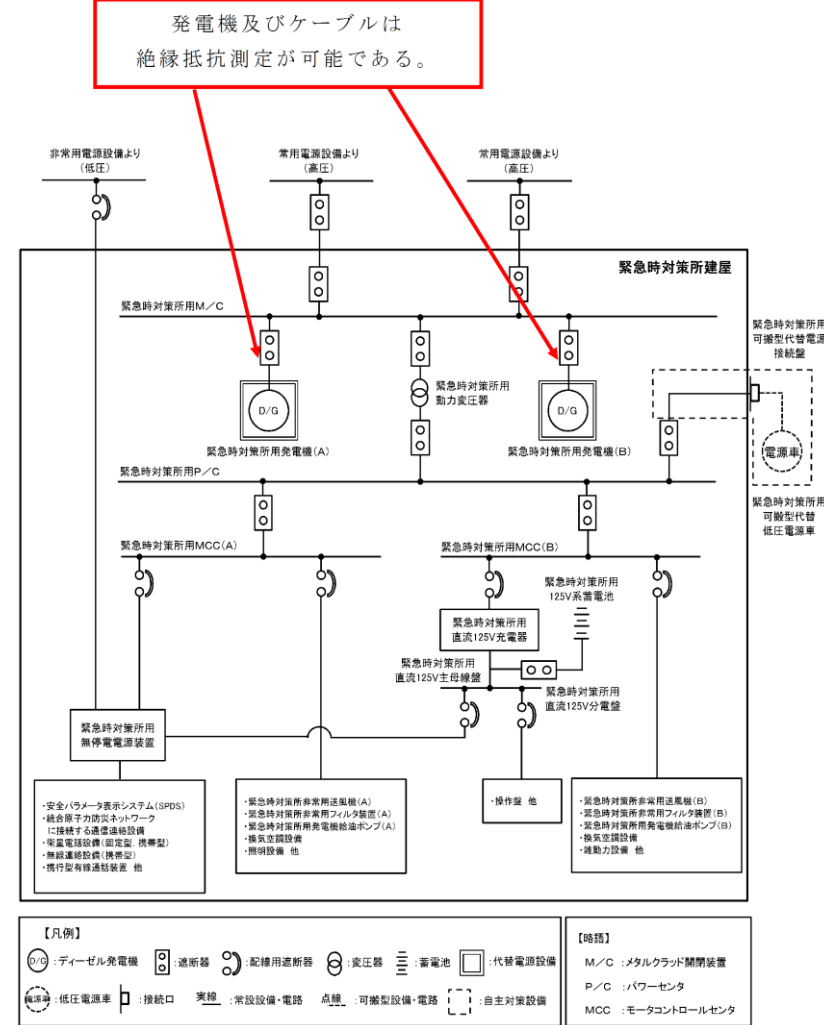 発電機及びケーブルは
絶縁抵抗測定が可能である。
非常用電源設備より
(低圧)
常用電源設備より
(高圧)
常用電源設備より
(高圧)
緊急時対策所建屋
緊急時対策所用M/C
緊急時対策所用
可搬型代替電源
接続盤
緊急時対策所用
動力変圧器
D/G
D/G
緊急時対策所用発電機(A)
緊急時対策所用発電機(B)
電源車
緊急時対策所用P/C
緊急時対策所用
可搬型代替
低圧電源車
緊急時対策所用MCC(A)
緊急時対策所用MCC(B)
緊急時対策所用
125V系蓄電池
緊急時対策所用
直流125V充電器
緊急時対策所用
直流125V主母線盤
緊急時対策所用
直流125V分電盤
緊急時対策所用
無停電電源装置
・安全パラメータ表示システム(SPDS)
・統合原子力防災ネットワーク
に接続する通信連絡設備
・衛星電話設備(固定型、携帯型)
・無線連絡設備(携帯型)
・携行型有線通話装置 他
・緊急時対策所非常用送風機(A)
・緊急時対策所非常用フィルタ装置(A)
・緊急時対策所用発電機給油ポンプ(A)
・換気空調設備
・照明設備 他
・操作盤 他
・緊急時対策所非常用送風機(B)
・緊急時対策所非常用フィルタ装置(B)
・緊急時対策所用発電機給油ポンプ(B)
・換気空調設備
・雑動力設備 他
【凡例】
D/G :ディーゼル発電機 :遮断器 :配線用遮断器 :変圧器 :蓄電池 :代替電源設備
電源車 :低圧電源車 :接続口 実線 :常設設備・電路 点線 :可搬型設備・電路 :自主対策設備
【略語】
M/C :メタルクラッド開閉装置
P/C :パワーセンタ
MCC :モータコントロールセンタ